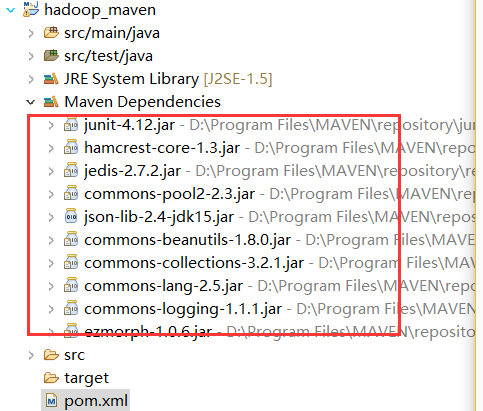 hadoop_maven
src/main/java
src/test/java
JRE System Library [J2SE-1.5]
Maven Dependencies
junit-4.12.jar - D:\Program Files\MAVEN\repository\jun
hamcrest-core-1.3.jar - D:\Program Files\MAVEN\repo
jedis-2.7.2.jar - D:\Program Files\MAVEN\repository\re
commons-pool2-2.3.jar - D:\Program Files\MAVEN\rep
json-lib-2.4-jdk15.jar - D:\Program Files\MAVEN\repos
commons-beanutils-1.8.0.jar - D:\Program Files\MAVE
commons-collections-3.2.1.jar - D:\Program Files\MAV
commons-lang-2.5.jar - D:\Program Files\MAVEN\repo
commons-logging-1.1.1.jar - D:\Program Files\MAVEN
ezmorph-1.0.6.jar - D:\Program Files\MAVEN\reposito
src
target
pom.xml